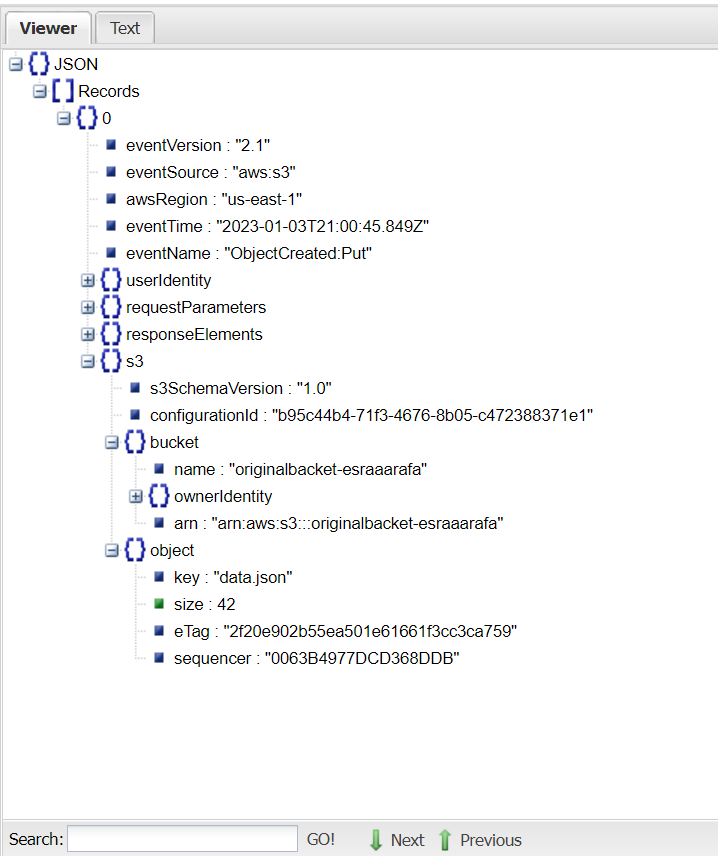 Viewer Text
JSON
Records
0
eventVersion : "2.1"
eventSource : "aws:s3"
awsRegion : "us-east-1"
eventTime : "2023-01-03T21:00:45.849Z"
eventName : "ObjectCreated:Put"
userIdentity
requestParameters
responseElements
s3
s3SchemaVersion : "1.0"
configurationId : "b95c44b4-71f3-4676-8b05-c472388371e1"
bucket
name : "originalbacket-esraaarafa"
ownerIdentity
arn : "arn:aws:s3:::originalbacket-esraaarafa"
object
key : "data.json"
size : 42
eTag : "2f20e902b55ea501e61661f3cc3ca759"
sequencer : "0063B4977DCD368DDB"
Search: GO! Next Previous